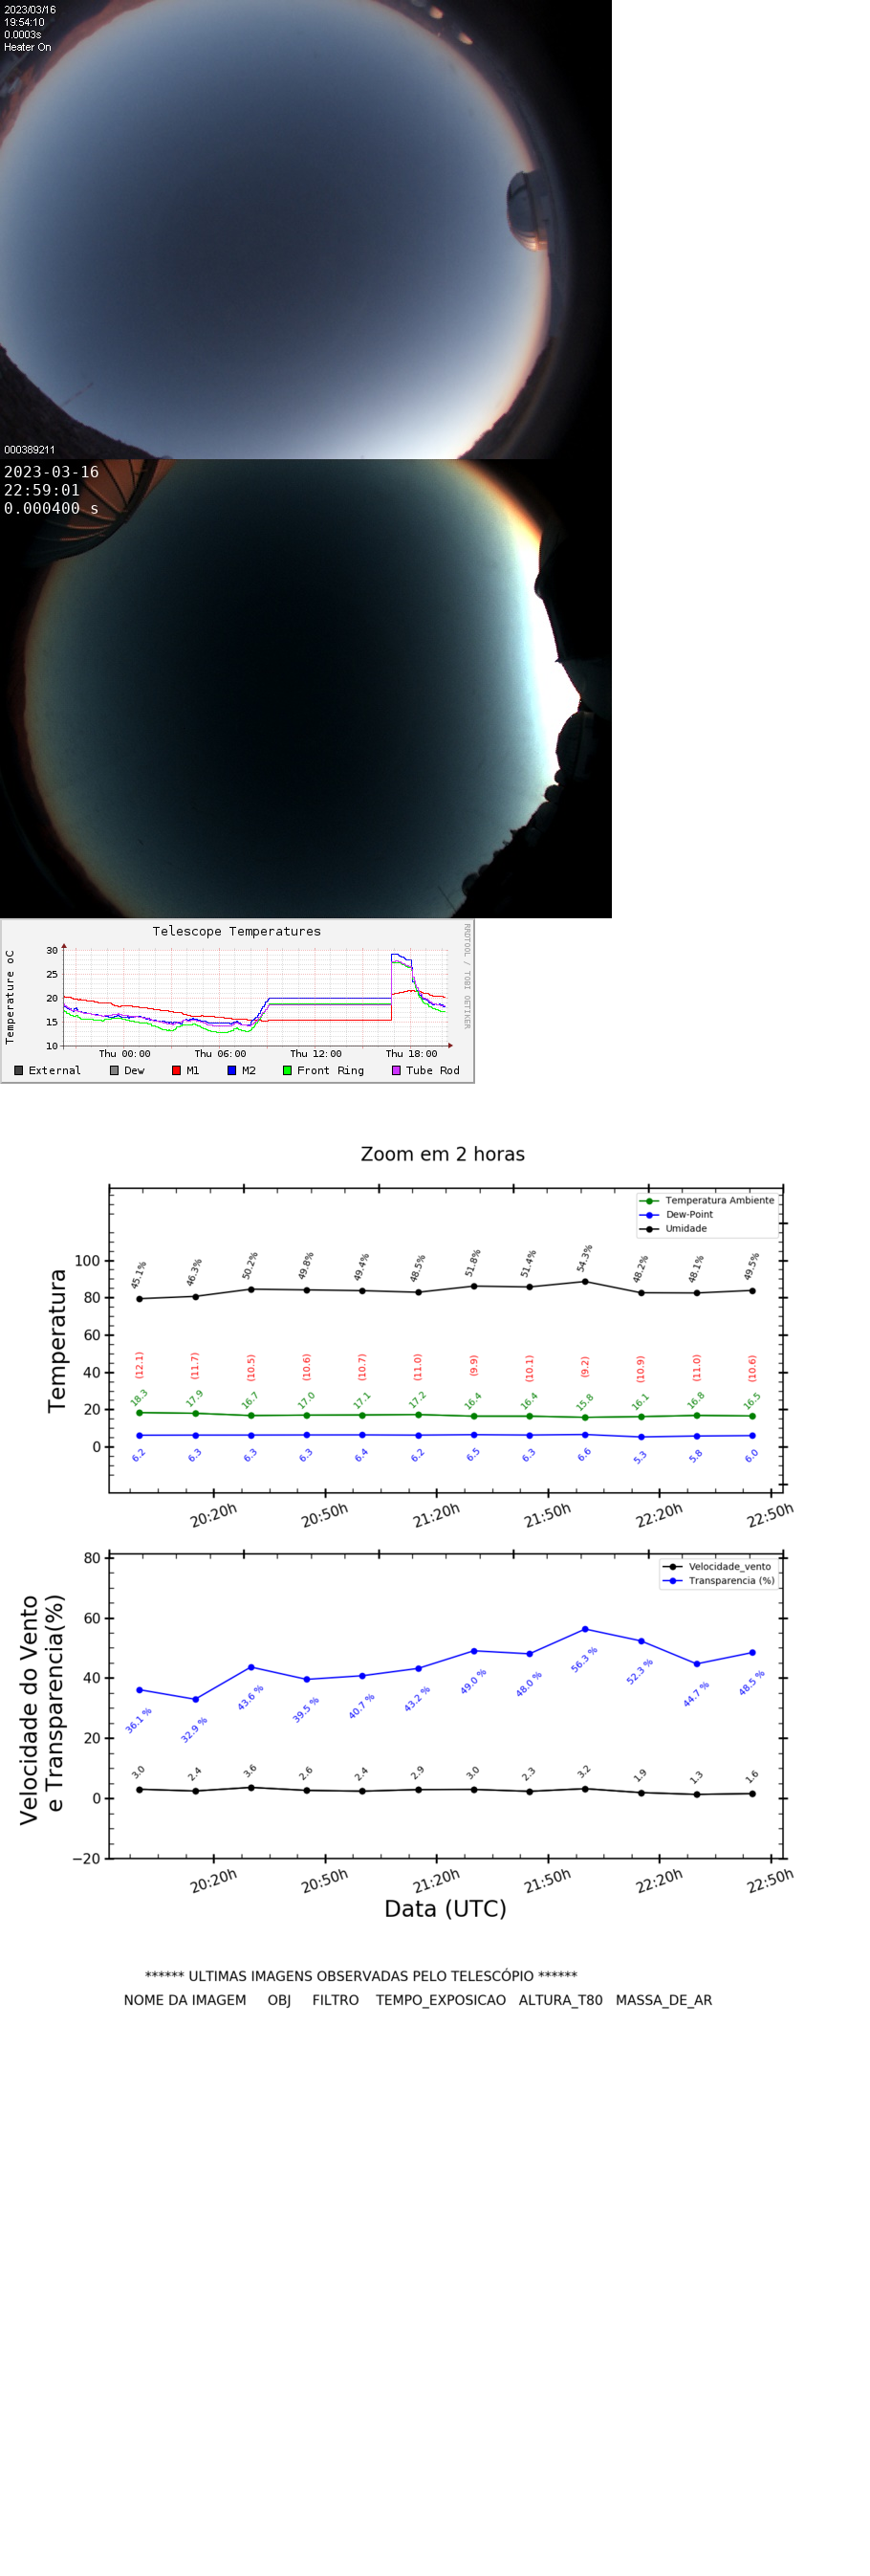 2023/03/16
19:54:10
0.0003s
Heater On
000389211
2023-03-16
22:59:01
0.000400 s
Telescope Temperatures
RRDTOOL / TOBI OETIKER
Temperature oC
30
25
20
15
10
Thu 00:00 Thu 06:00 Thu 12:00 Thu 18:00
External Dew M1 M2 Front Ring Tube Rod
Zoom em 2 horas
Temperatura Ambiente
Dew-Point
Umidade
Temperatura
100
80
60
40
20
0
45.1% 46.3% 50.2% 49.8% 49.4% 48.5% 51.8% 51.4% 54.3% 48.2% 48.1% 49.5%
(12.1) (11.7) (10.5) (10.6) (10.7) (11.0) (9.9) (10.1) (9.2) (10.9) (11.0) (10.6)
18.3 17.9 16.7 17.0 17.1 17.2 16.4 16.4 15.8 16.1 16.8 16.5
6.2 6.3 6.3 6.3 6.4 6.2 6.5 6.3 6.6 5.3 5.8 6.0
20:20h 20:50h 21:20h 21:50h 22:20h 22:50h
Velocidade_vento
Transparencia (%)
Velocidade do Vento
e Transparencia(%)
80
60
40
20
0
−20
36.1 % 32.9 % 43.6 % 39.5 % 40.7 % 43.2 % 49.0 % 48.0 % 56.3 % 52.3 % 44.7 % 48.5 %
3.0 2.4 3.6 2.6 2.4 2.9 3.0 2.3 3.2 1.9 1.3 1.6
20:20h 20:50h 21:20h 21:50h 22:20h 22:50h
Data (UTC)
****** ULTIMAS IMAGENS OBSERVADAS PELO TELESCÓPIO ******
NOME DA IMAGEM OBJ FILTRO TEMPO_EXPOSICAO ALTURA_T80 MASSA_DE_AR